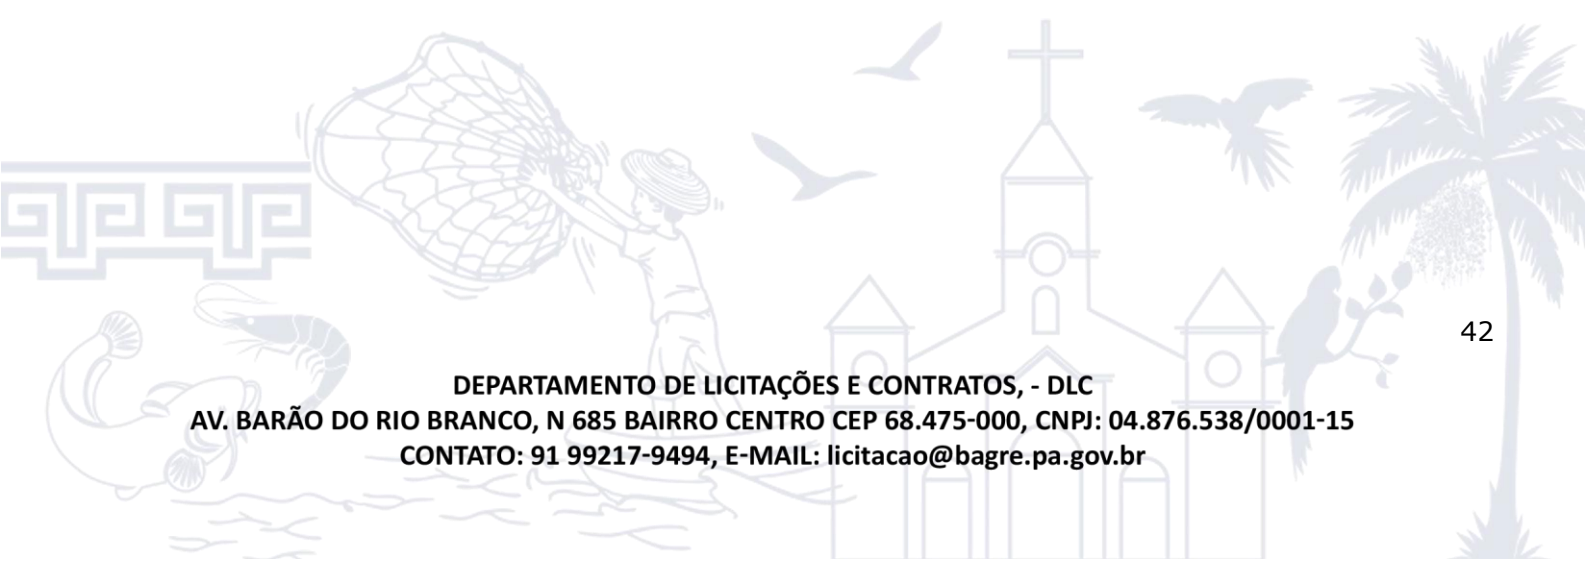 42
DEPARTAMENTO DE LICITAÇÕES E CONTRATOS, - DLC
AV. BARÃO DO RIO BRANCO, N 685 BAIRRO CENTRO CEP 68.475-000, CNPJ: 04.876.538/0001-15
CONTATO: 91 99217-9494, E-MAIL: licitacao@bagre.pa.gov.br